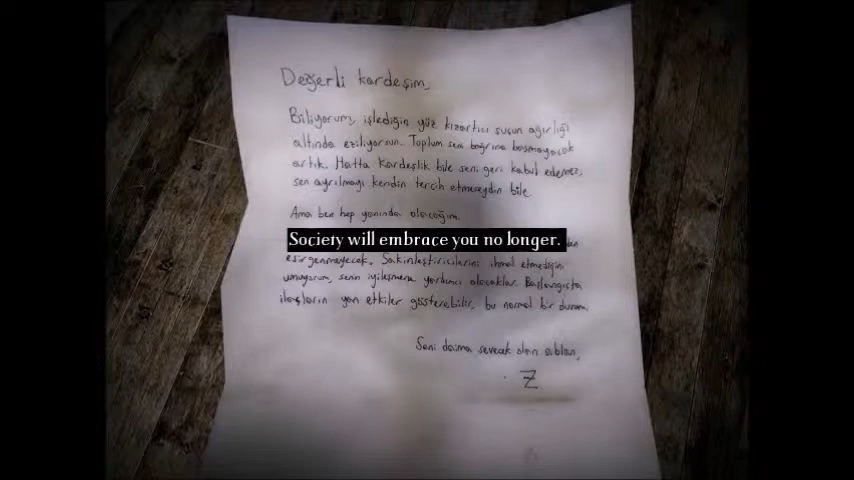 Değerli kardeşim,
Biliyorum, işlediğin yüz kızartıcı suçun ağırlığı
altında eziliyorsun. Toplum seni bağrına basmayacak
artık. Hatta Kardeşlik bile seni geri kabul edemez,
sen ayrılmayı kendin tercih etmeseydin bile.
Ama ben hep yanında olacağım.
Society will embrace you no longer.
esirgenmeyecek. Sakinleştiricilerini ihmal etmediğini
umuyorum, senin iyileşmene yardımcı olacaklar. Başlangıçta
ilaçların yan etkiler gösterebilir, bu normal bir durum.
Seni daima sevecek olan ablan,
Z